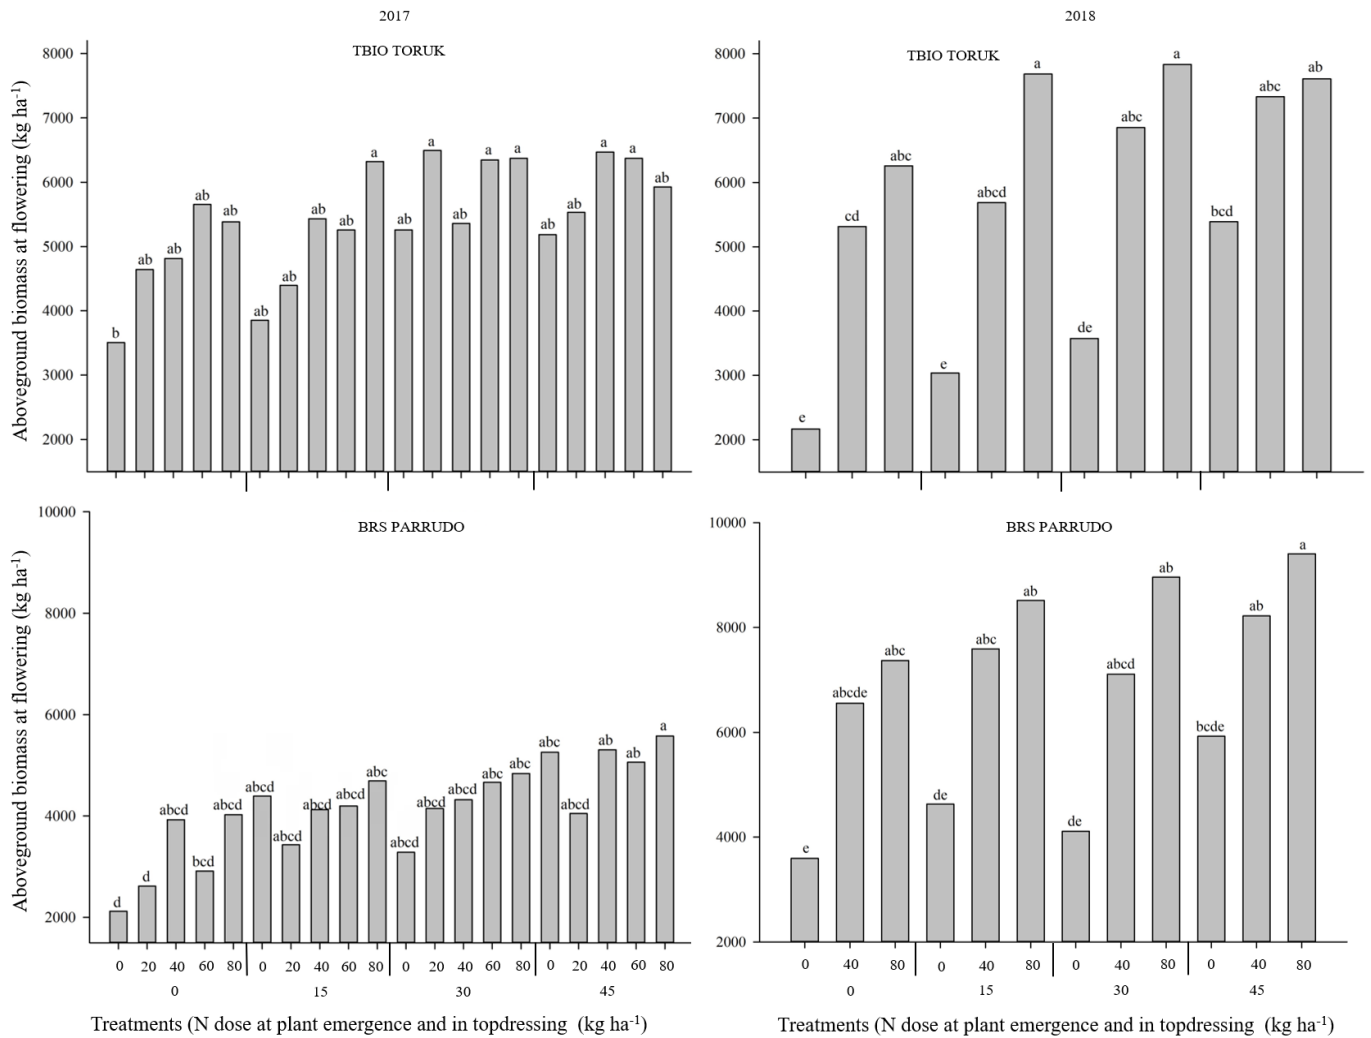 2017
TBIO TORUK
Aboveground biomass at flowering (kg ha-1)
8000
7000
6000
5000
4000
3000
2000
b ab ab ab ab ab ab ab ab a ab a ab a a ab ab a a ab
2018
TBIO TORUK
8000
7000
6000
5000
4000
3000
2000
e cd abc e abcd a de abc a bcd abc ab
BRS PARRUDO
Aboveground biomass at flowering (kg ha-1)
10000
8000
6000
4000
2000
d d abcd bcd abcd abcd abcd abcd abcd abc abcd abcd abcd abc abc abc abcd ab ab a
0 20 40 60 80 0 20 40 60 80 0 20 40 60 80 0 20 40 60 80
0 15 30 45
Treatments (N dose at plant emergence and in topdressing (kg ha-1)
BRS PARRUDO
10000
8000
6000
4000
2000
e abcde abc de abc ab de abcd ab bcde ab a
0 40 80 0 40 80 0 40 80 0 40 80
0 15 30 45
Treatments (N dose at plant emergence and in topdressing (kg ha-1)